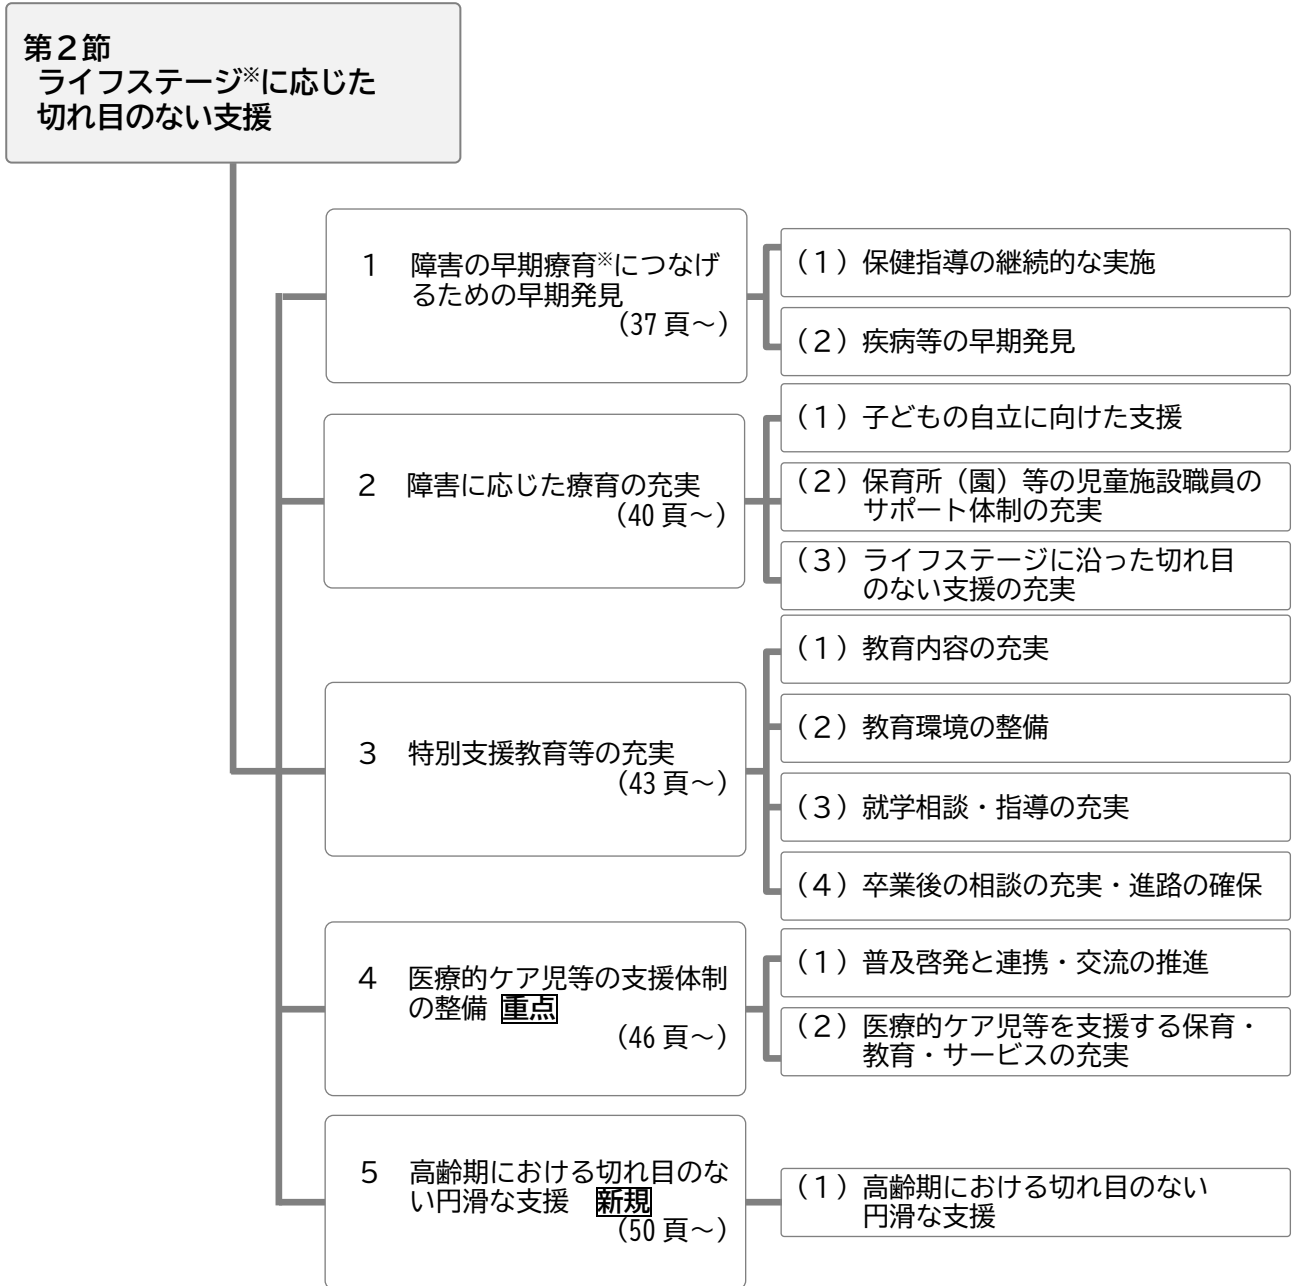 第２節
ライフステージ※に応じた
切れ目のない支援
１　障害の早期療育※につなげ
るための早期発見
（37 頁～）
（１）保健指導の継続的な実施
（２）疾病等の早期発見
２　障害に応じた療育の充実
（40 頁～）
（１）子どもの自立に向けた支援
（２）保育所（園）等の児童施設職員の
サポート体制の充実
（３）ライフステージに沿った切れ目
のない支援の充実
３　特別支援教育等の充実
（43 頁～）
（１）教育内容の充実
（２）教育環境の整備
（３）就学相談・指導の充実
（４）卒業後の相談の充実・進路の確保
４　医療的ケア児等の支援体制
の整備　重点
（46 頁～）
（１）普及啓発と連携・交流の推進
（２）医療的ケア児等を支援する保育・
教育・サービスの充実
５　高齢期における切れ目のな
い円滑な支援　新規
（50 頁～）
（１）高齢期における切れ目のない
円滑な支援